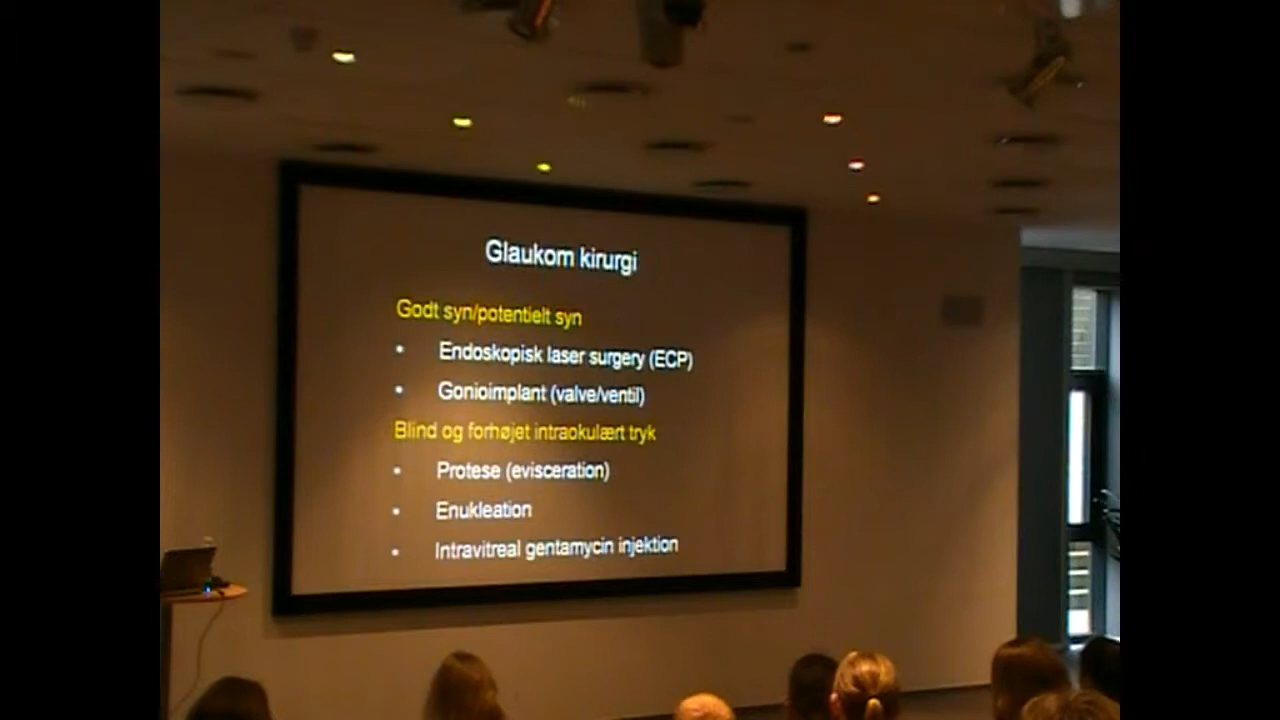 Glaukom kirurgi
Godt syn/potentielt syn
• Endoskopisk laser surgery (ECP)
• Gonioimplant (valve/ventil)
Blind og forhøjet intraokulært tryk
• Protese (evisceration)
• Enukleation
• Intravitreal gentamycin injektion